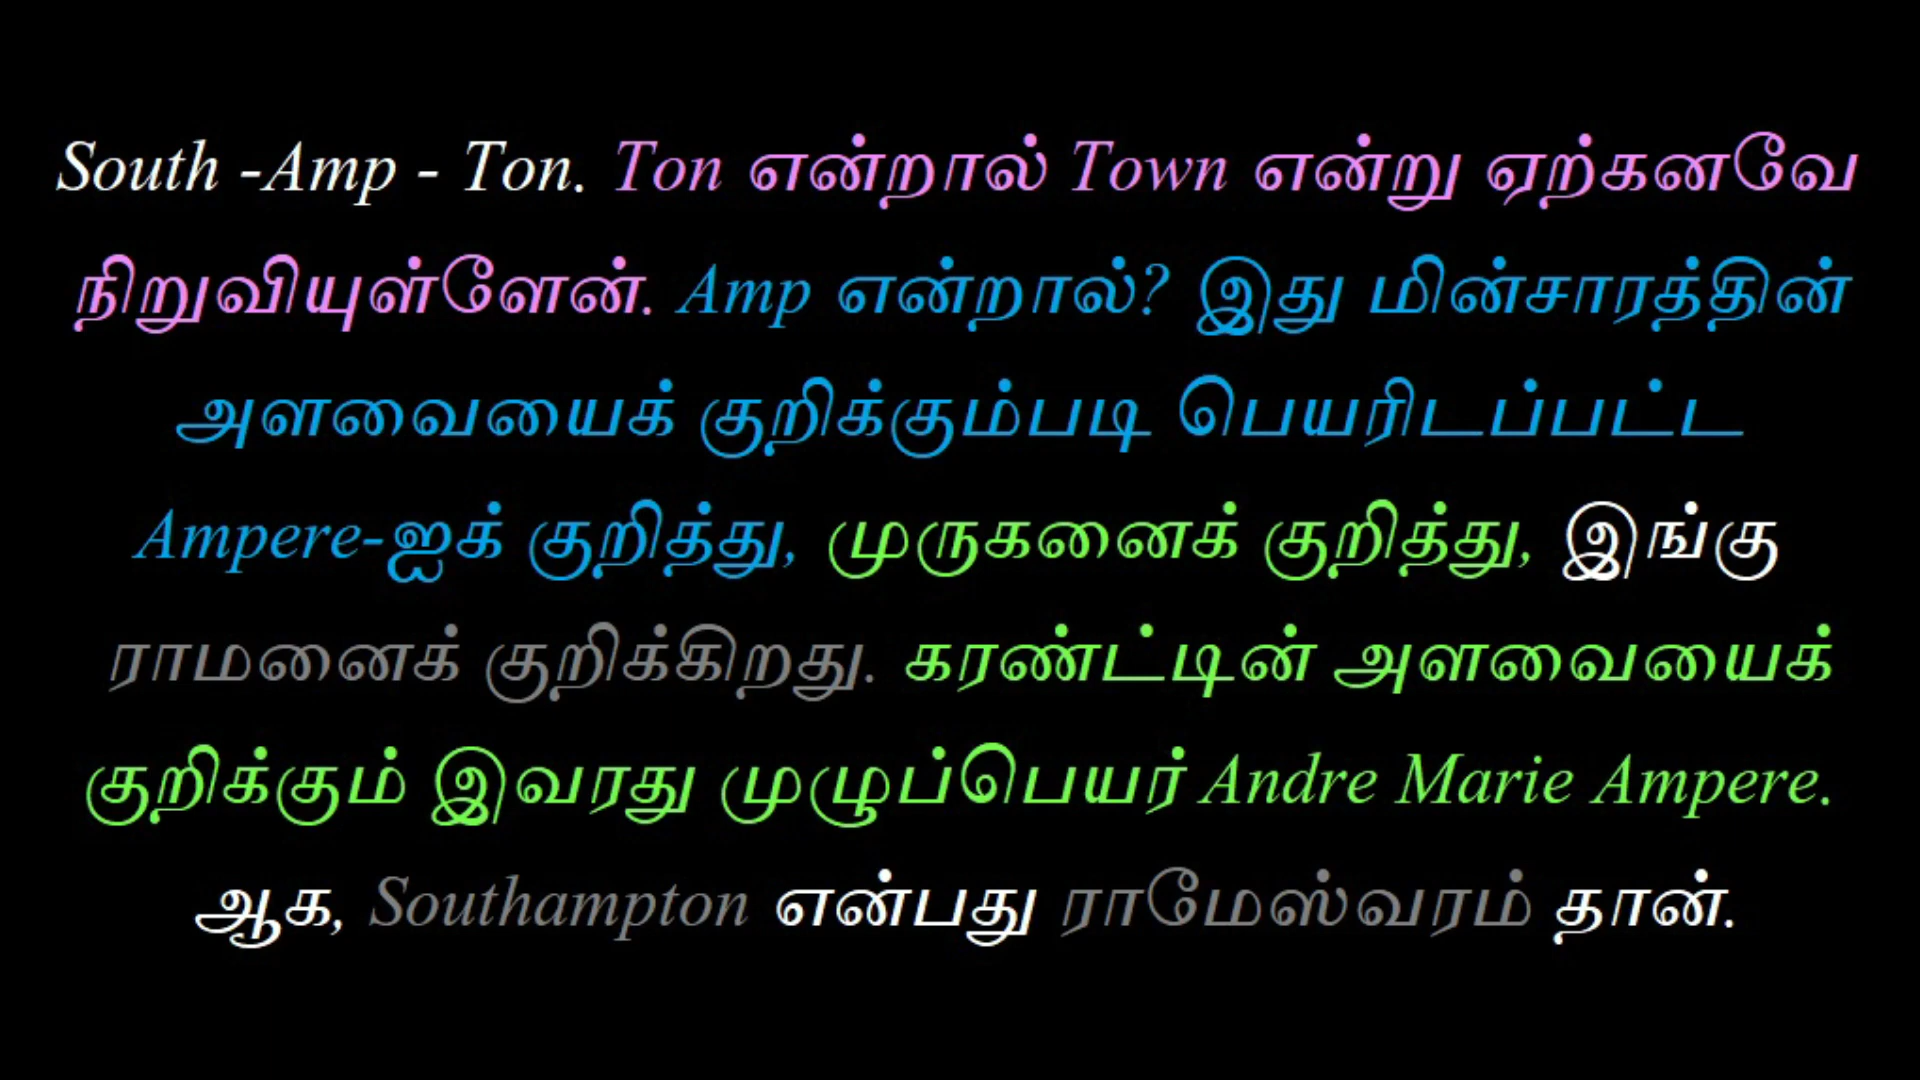 South -Amp - Ton. Ton என்றால் Town என்று ஏற்கனவே
நிறுவியுள்ளேன். Amp என்றால்? இது மின்சாரத்தின்
அளவையைக் குறிக்கும்படி பெயரிடப்பட்ட
Ampere-ஐக் குறித்து, முருகனைக் குறித்து, இங்கு
ராமனைக் குறிக்கிறது. கரண்ட்டின் அளவையைக்
குறிக்கும் இவரது முழுப்பெயர் Andre Marie Ampere.
ஆக, Southampton என்பது ராமேஸ்வரம் தான்.